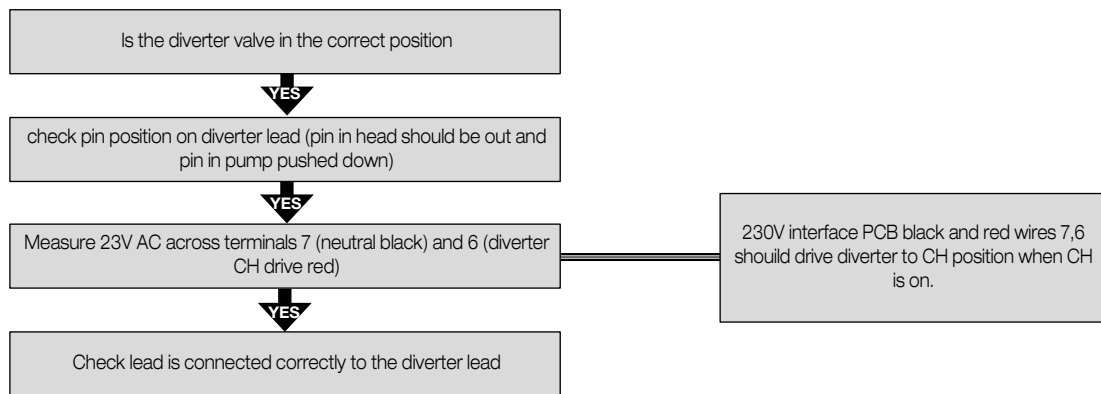 Is the diverter valve in the correct position
YES
check pin position on diverter lead (pin in head should be out and
pin in pump pushed down)
YES
Measure 23V AC across terminals 7 (neutral black) and 6 (diverter
CH drive red)
230V interface PCB black and red wires 7,6
shouild drive diverter to CH position when CH
is on.
YES
Check lead is connected correctly to the diverter lead